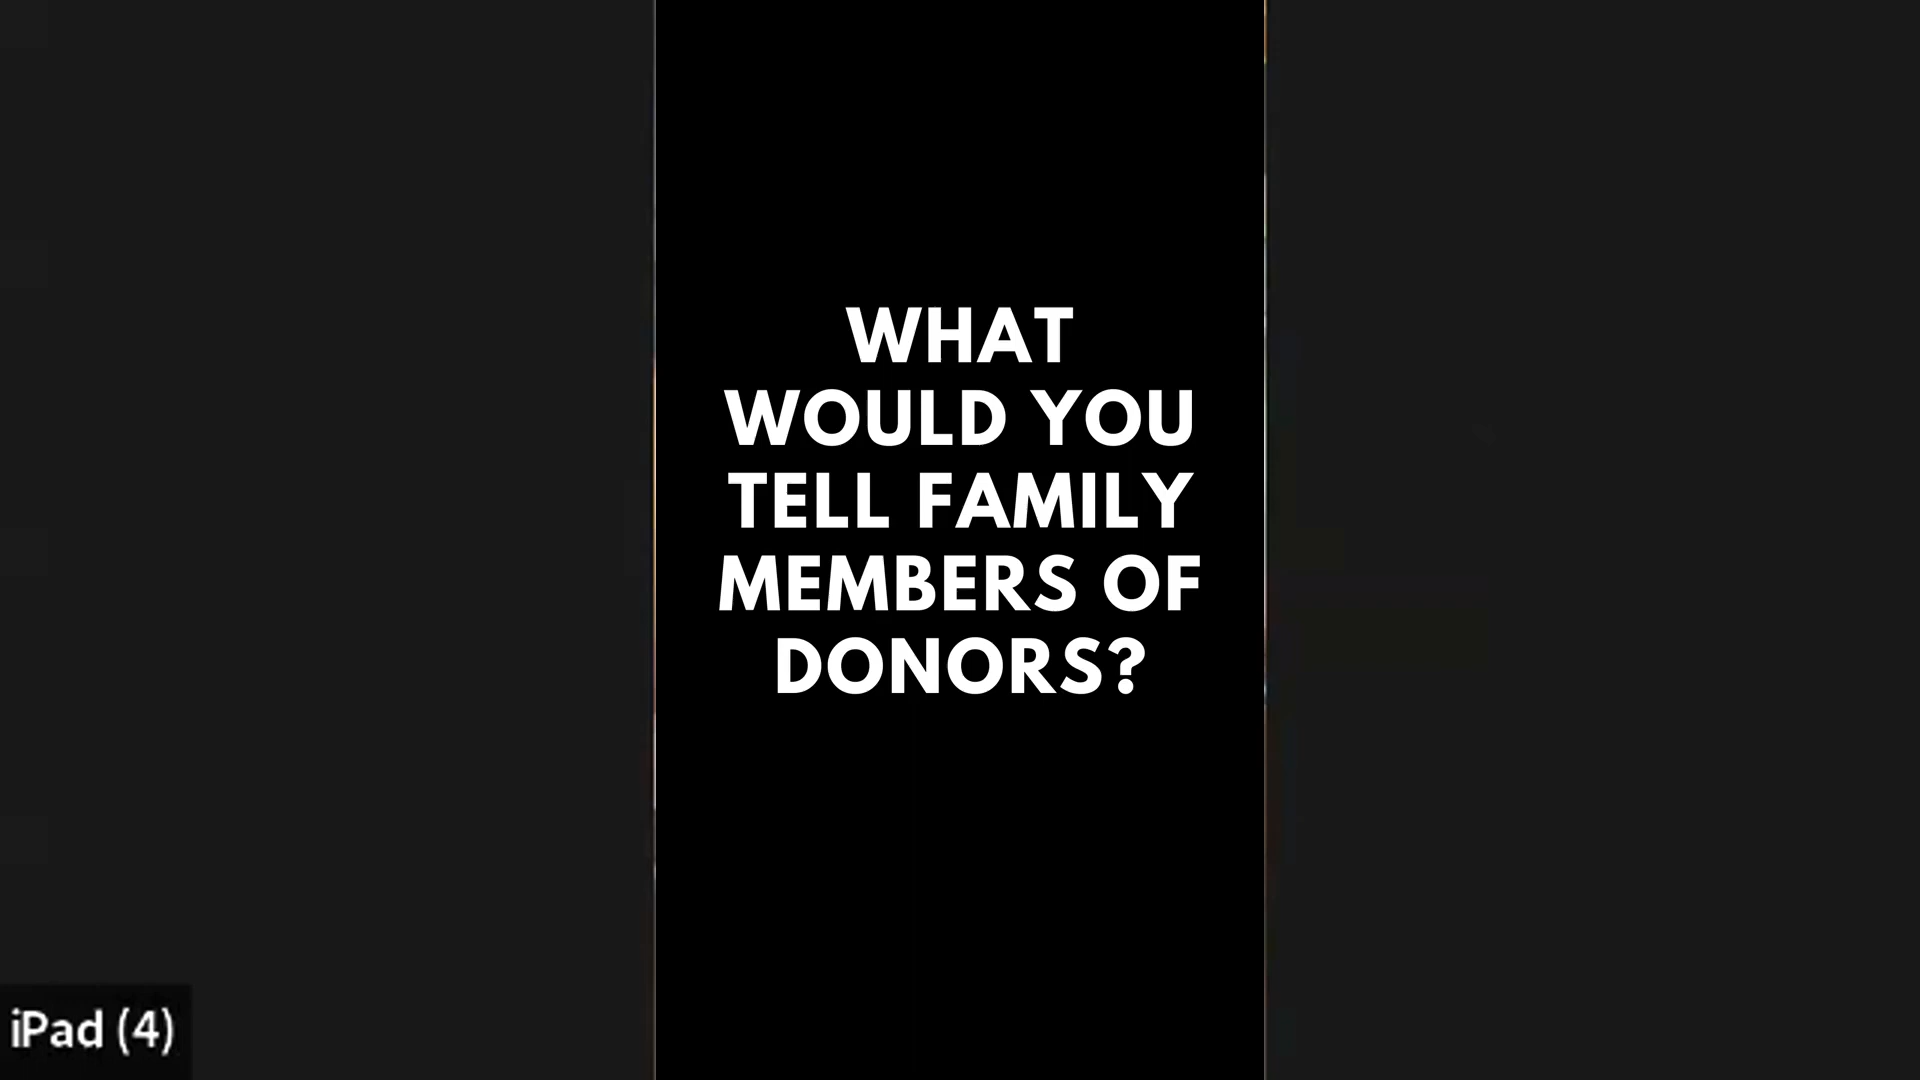 WHAT
WOULD YOU
TELL FAMILY
MEMBERS OF
DONORS?
iPad (4)